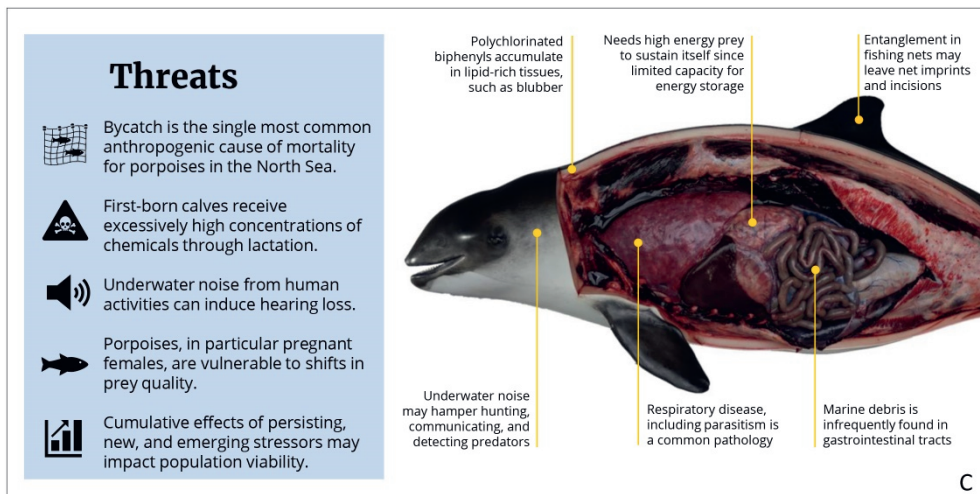 Threats
Bycatch is the single most common
anthropogenic cause of mortality
for porpoises in the North Sea.
First-born calves receive
excessively high concentrations of
chemicals through lactation.
Underwater noise from human
activities can induce hearing loss.
Porpoises, in particular pregnant
females, are vulnerable to shifts in
prey quality.
Cumulative effects of persisting,
new, and emerging stressors may
impact population viability.
Polychlorinated
biphenyls accumulate
in lipid-rich tissues,
such as blubber
Needs high energy prey
to sustain itself since
limited capacity for
energy storage
Entanglement in
fishing nets may
leave net imprints
and incisions
Underwater noise
may hamper hunting,
communicating, and
detecting predators
Respiratory disease,
including parasitism is
a common pathology
Marine debris is
infrequently found in
gastrointestinal tracts
C